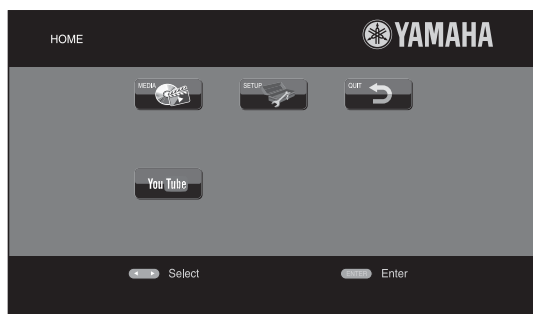 HOME
YAMAHA
MEDIA
SETUP
QUIT
You Tube
Select
ENTER Enter